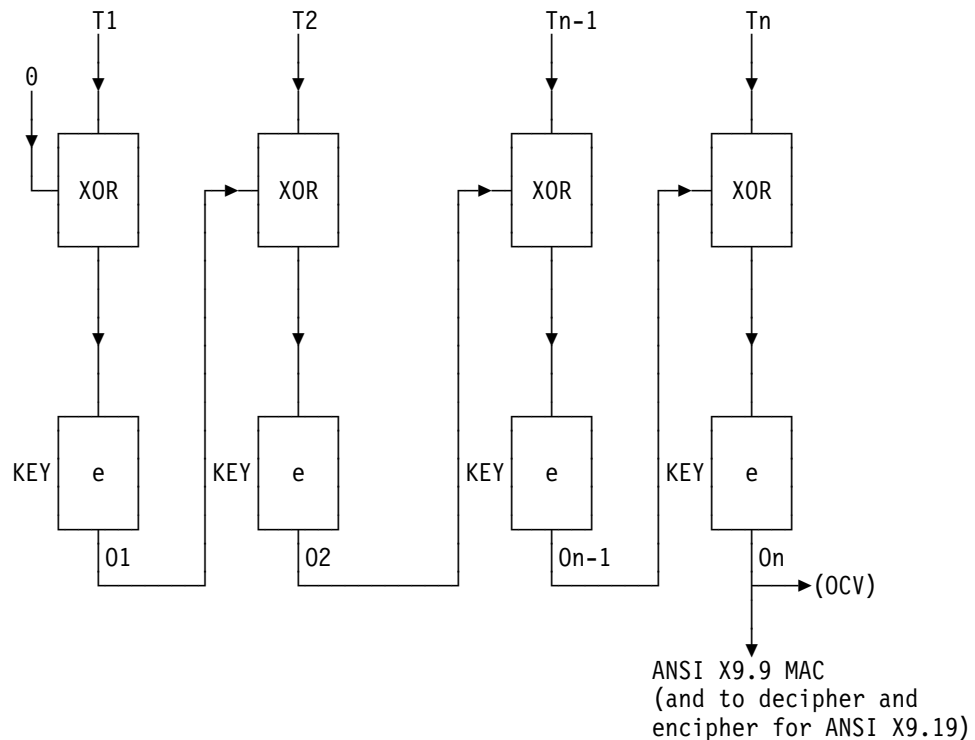 T1 T2 Tn-1 Tn
0
XOR XOR XOR XOR
KEY e KEY e KEY e KEY e
O1 O2 On-1 On
(OCV)
ANSI X9.9 MAC
(and to decipher and
encipher for ANSI X9.19)